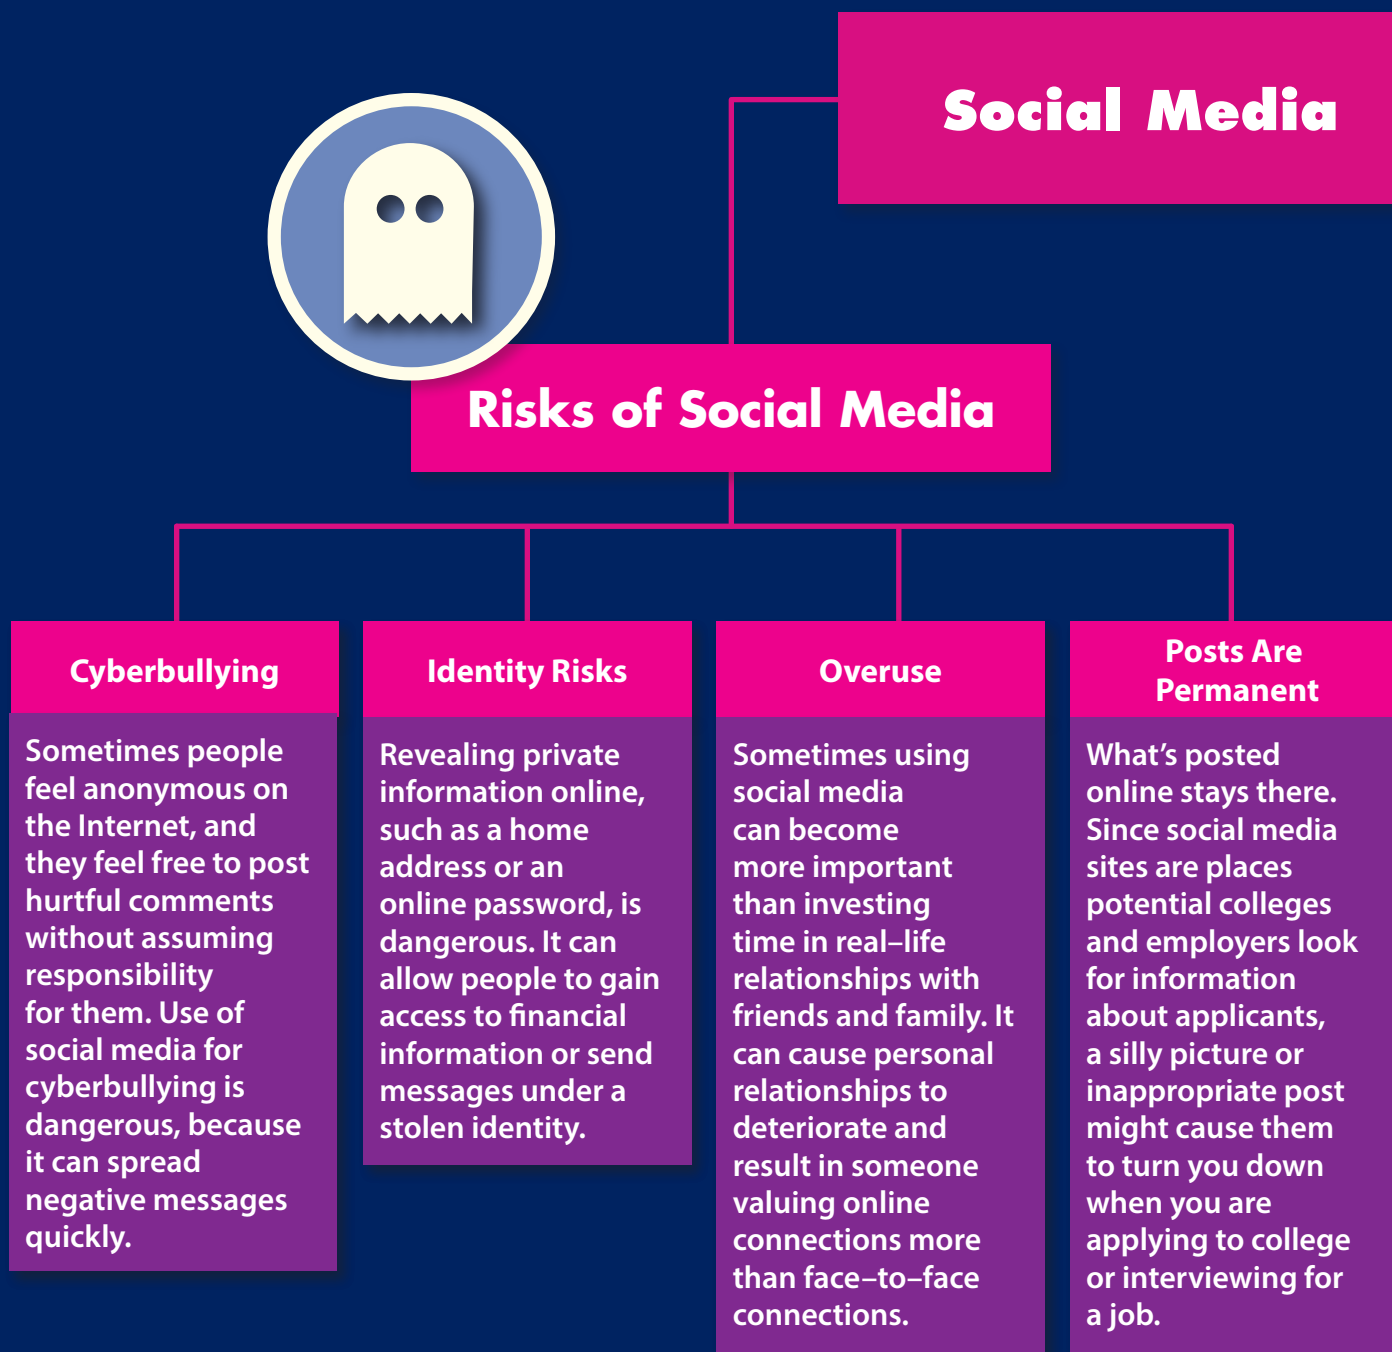 Social Media
Risks of Social Media
Cyberbullying
Sometimes people
feel anonymous on
the Internet, and
they feel free to post
hurtful comments
without assuming
responsibility
for them. Use of
social media for
cyberbullying is
dangerous, because
it can spread
negative messages
quickly.
Identity Risks
Revealing private
information online,
such as a home
address or an
online password, is
dangerous. It can
allow people to gain
access to financial
information or send
messages under a
stolen identity.
Overuse
Sometimes using
social media
can become
more important
than investing
time in real–life
relationships with
friends and family. It
can cause personal
relationships to
deteriorate and
result in someone
valuing online
connections more
than face–to–face
connections.
Posts Are
Permanent
What’s posted
online stays there.
Since social media
sites are places
potential colleges
and employers look
for information
about applicants,
a silly picture or
inappropriate post
might cause them
to turn you down
when you are
applying to college
or interviewing for
a job.